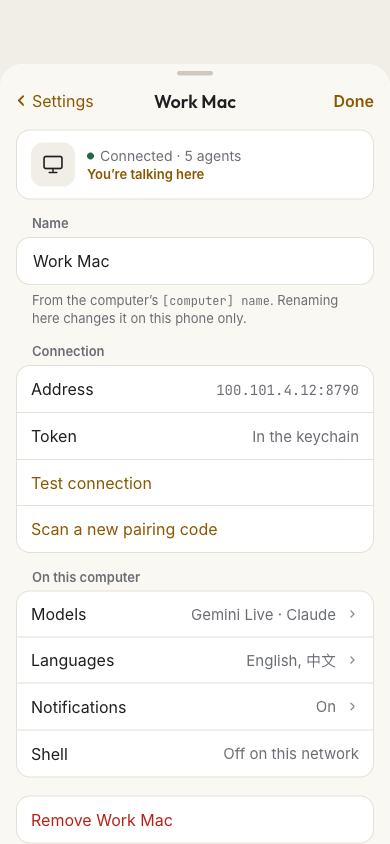 Settings
Work Mac
Done
Connected · 5 agents
You're talking here
Name
Work Mac
From the computer's [computer] name. Renaming
here changes it on this phone only.
Connection
Address 100.101.4.12:8790
Token In the keychain
Test connection
Scan a new pairing code
On this computer
Models Gemini Live · Claude
Languages English, 中文
Notifications On
Shell Off on this network
Remove Work Mac